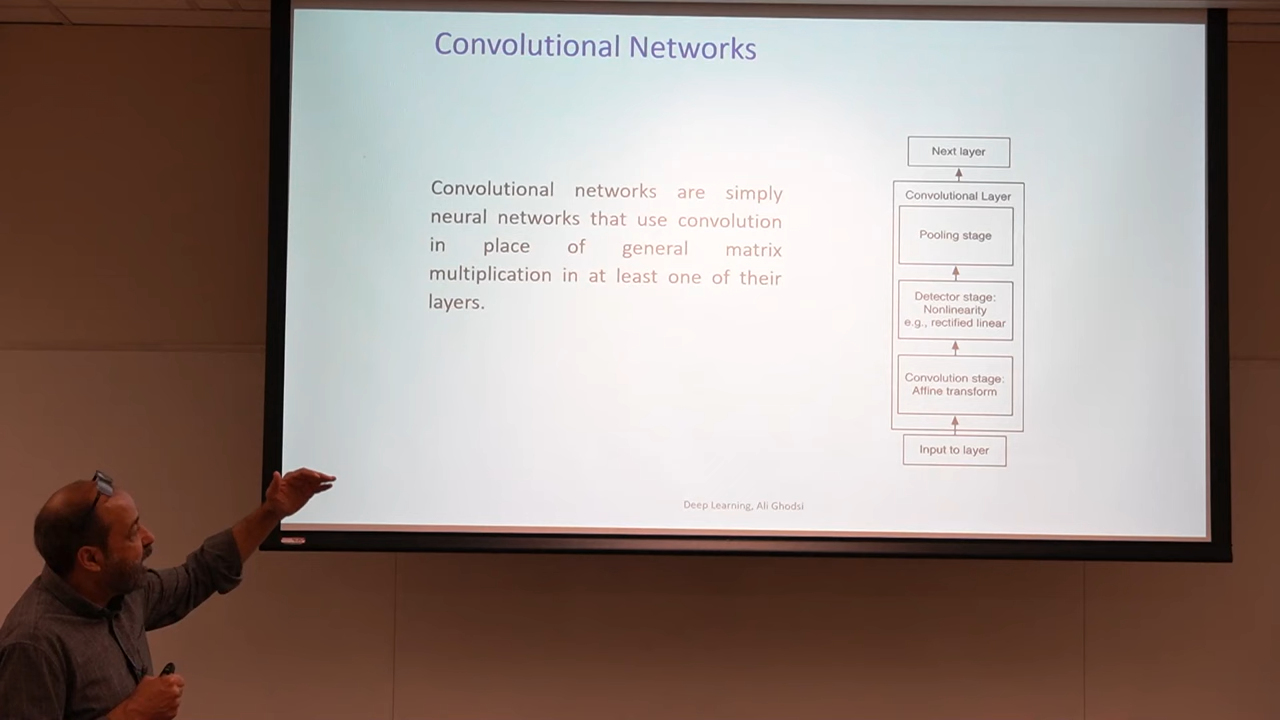 Convolutional Networks
Convolutional networks are simply
neural networks that use convolution
in place of general matrix
multiplication in at least one of their
layers.
Next layer
Convolutional Layer
Pooling stage
Detector stage:
Nonlinearity
e.g., rectified linear
Convolution stage:
Affine transform
Input to layer
Deep Learning, Ali Ghodsi